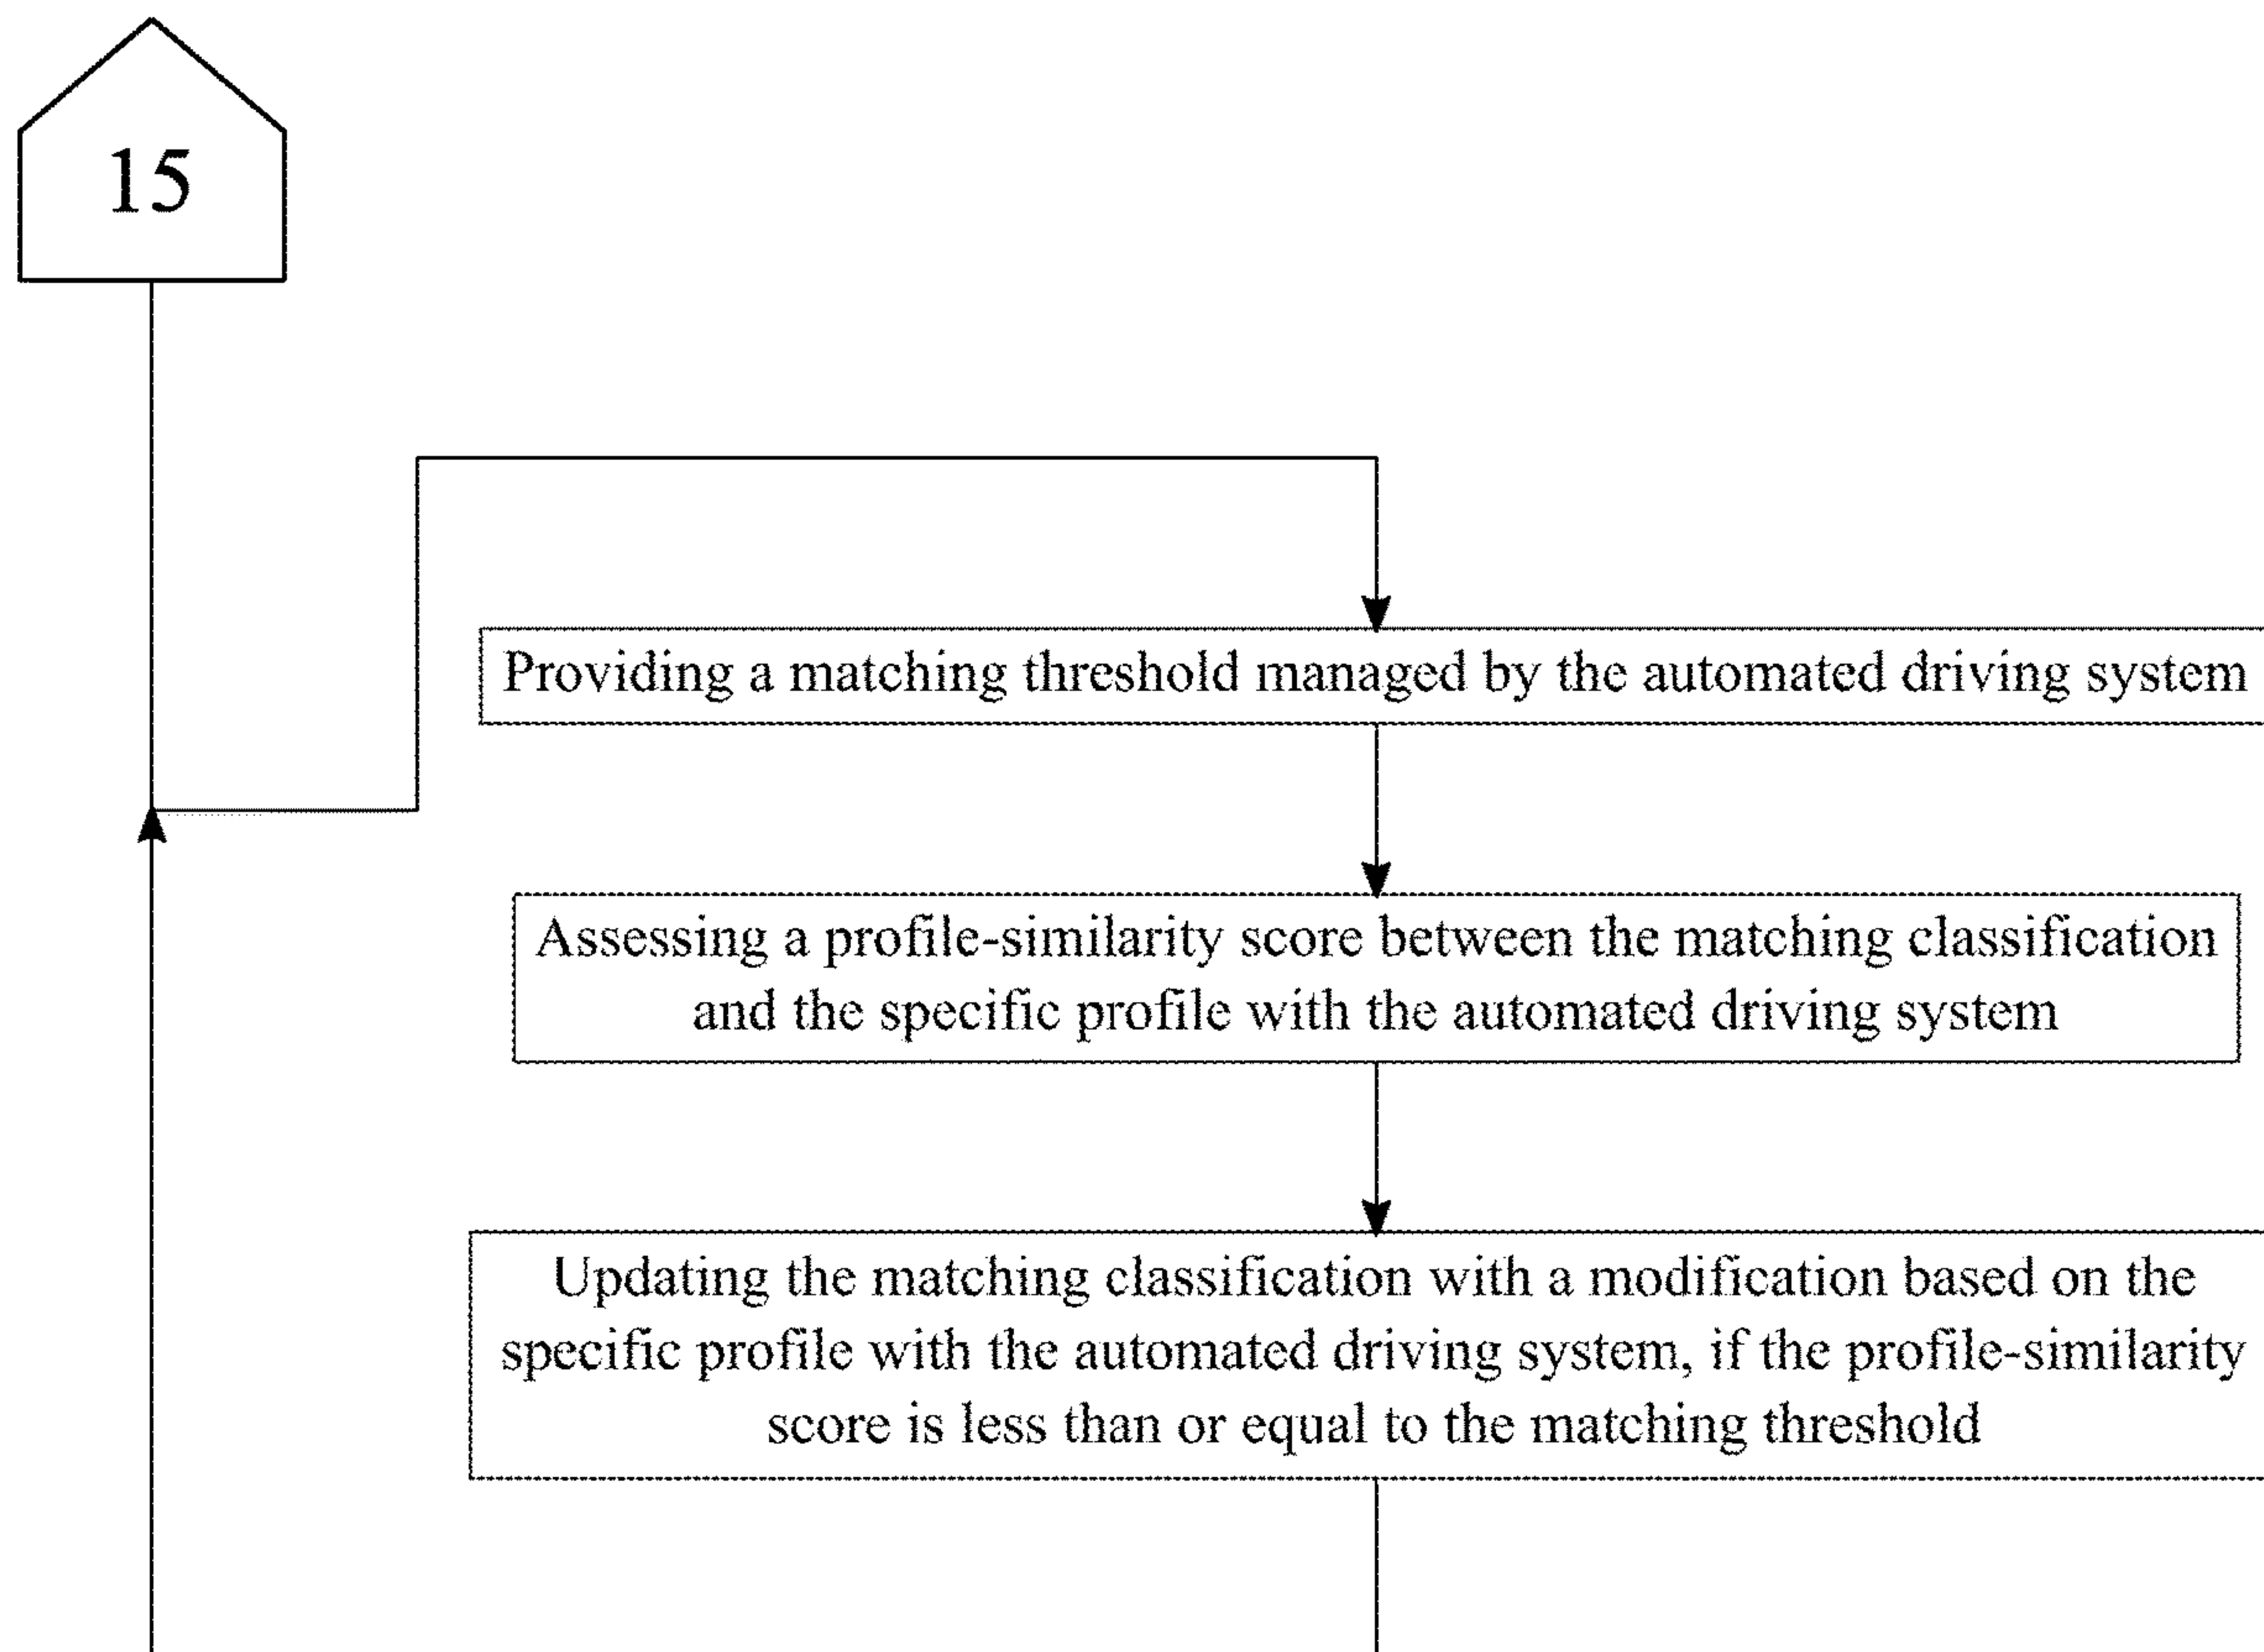 15
Providing a matching threshold managed by the automated driving system
Assessing a profile-similarity score between the matching classification
and the specific profile with the automated driving system
Updating the matching classification with a modification based on the
specific profile with the automated driving system, if the profile-similarity
score is less than or equal to the matching threshold